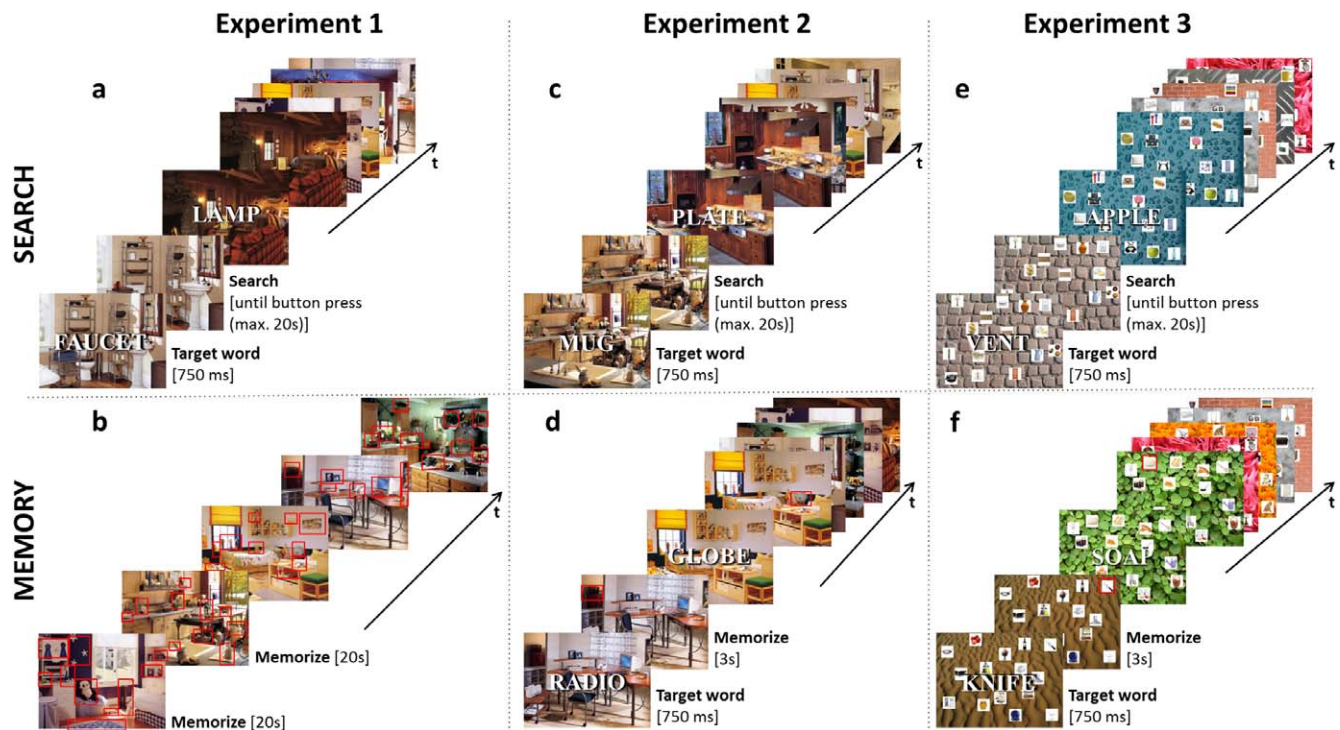 Experiment 1
Experiment 2
Experiment 3
SEARCH
a
t
LAMP
Search
[until button press
(max. 20s)]
FAUCET
Target word
[750 ms]
c
t
PLATE
Search
[until button press
(max. 20s)]
MUG
Target word
[750 ms]
e
t
APPLE
Search
[until button press
(max. 20s)]
VENT
Target word
[750 ms]
MEMORY
b
t
Memorize [20s]
Memorize [20s]
d
t
GLOBE
Memorize
[3s]
RADIO
Target word
[750 ms]
f
t
SOAP
Memorize
[3s]
KNIFE
Target word
[750 ms]